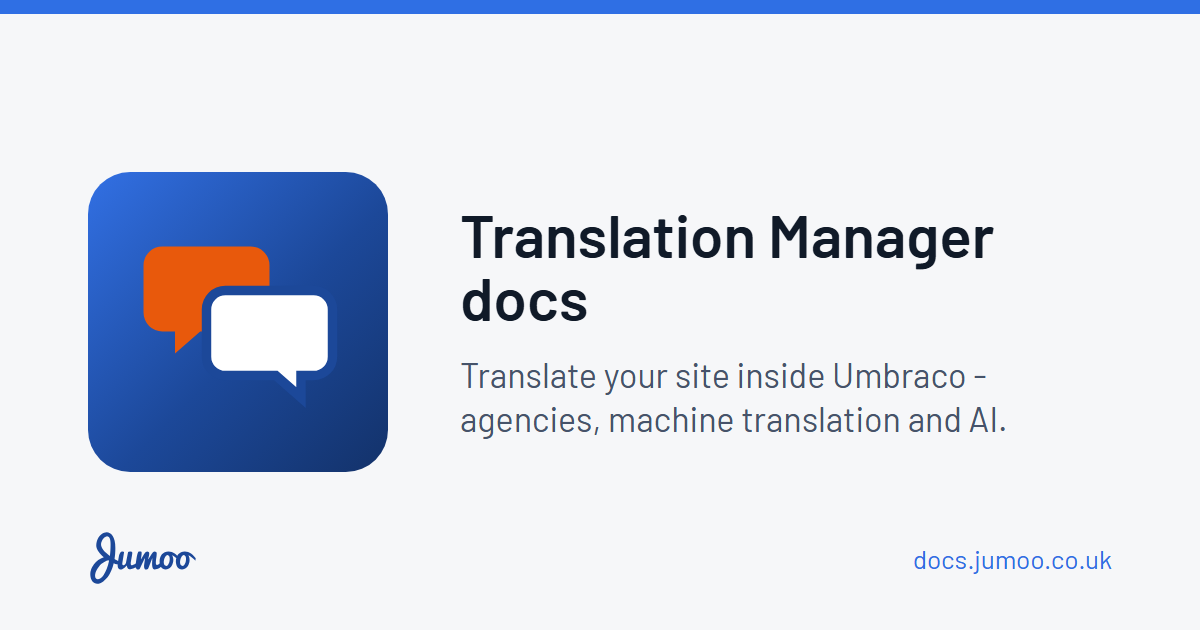 Translation Manager
docs
Translate your site inside Umbraco -
agencies, machine translation and AI.
Jumoo
docs.jumoo.co.uk